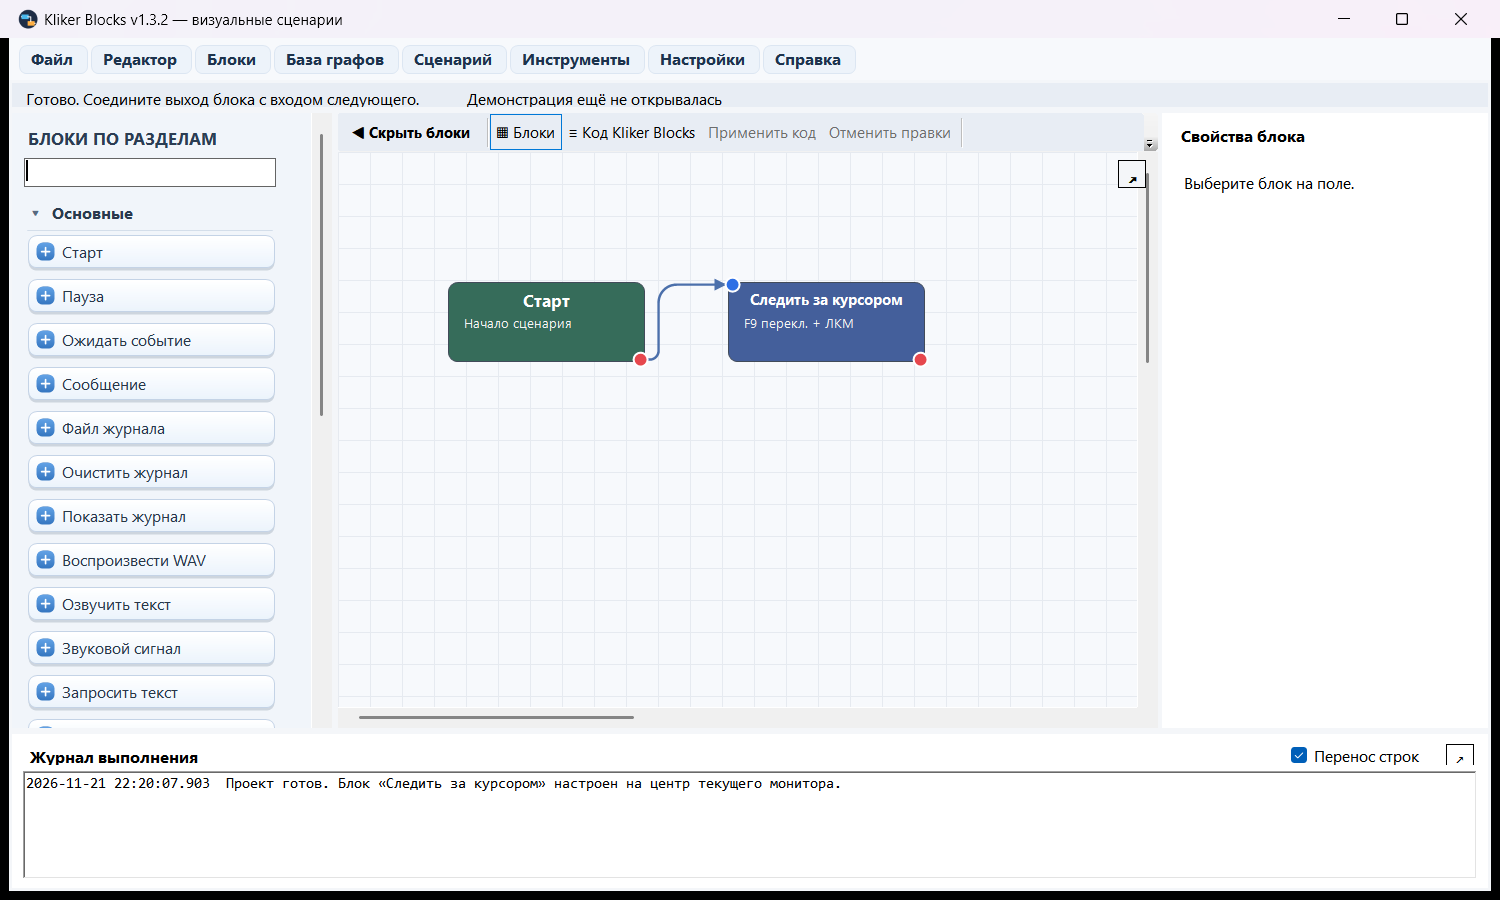 Kliker Blocks v1.3.2 — визуальные сценарии
Файл Редактор Блоки База графов Сценарий Инструменты Настройки Справка
Готово. Соедините выход блока с входом следующего. Демонстрация ещё не открывалась
БЛОКИ ПО РАЗДЕЛАМ
Основные
Старт
Пауза
Ожидать событие
Сообщение
Файл журнала
Очистить журнал
Показать журнал
Воспроизвести WAV
Озвучить текст
Звуковой сигнал
Запросить текст
Скрыть блоки Блоки Код Kliker Blocks Применить код Отменить правки
Старт
Начало сценария
Следить за курсором
F9 перекл. + ЛКМ
Свойства блока
Выберите блок на поле.
Журнал выполнения
Перенос строк
2026-11-21 22:20:07.903 Проект готов. Блок «Следить за курсором» настроен на центр текущего монитора.